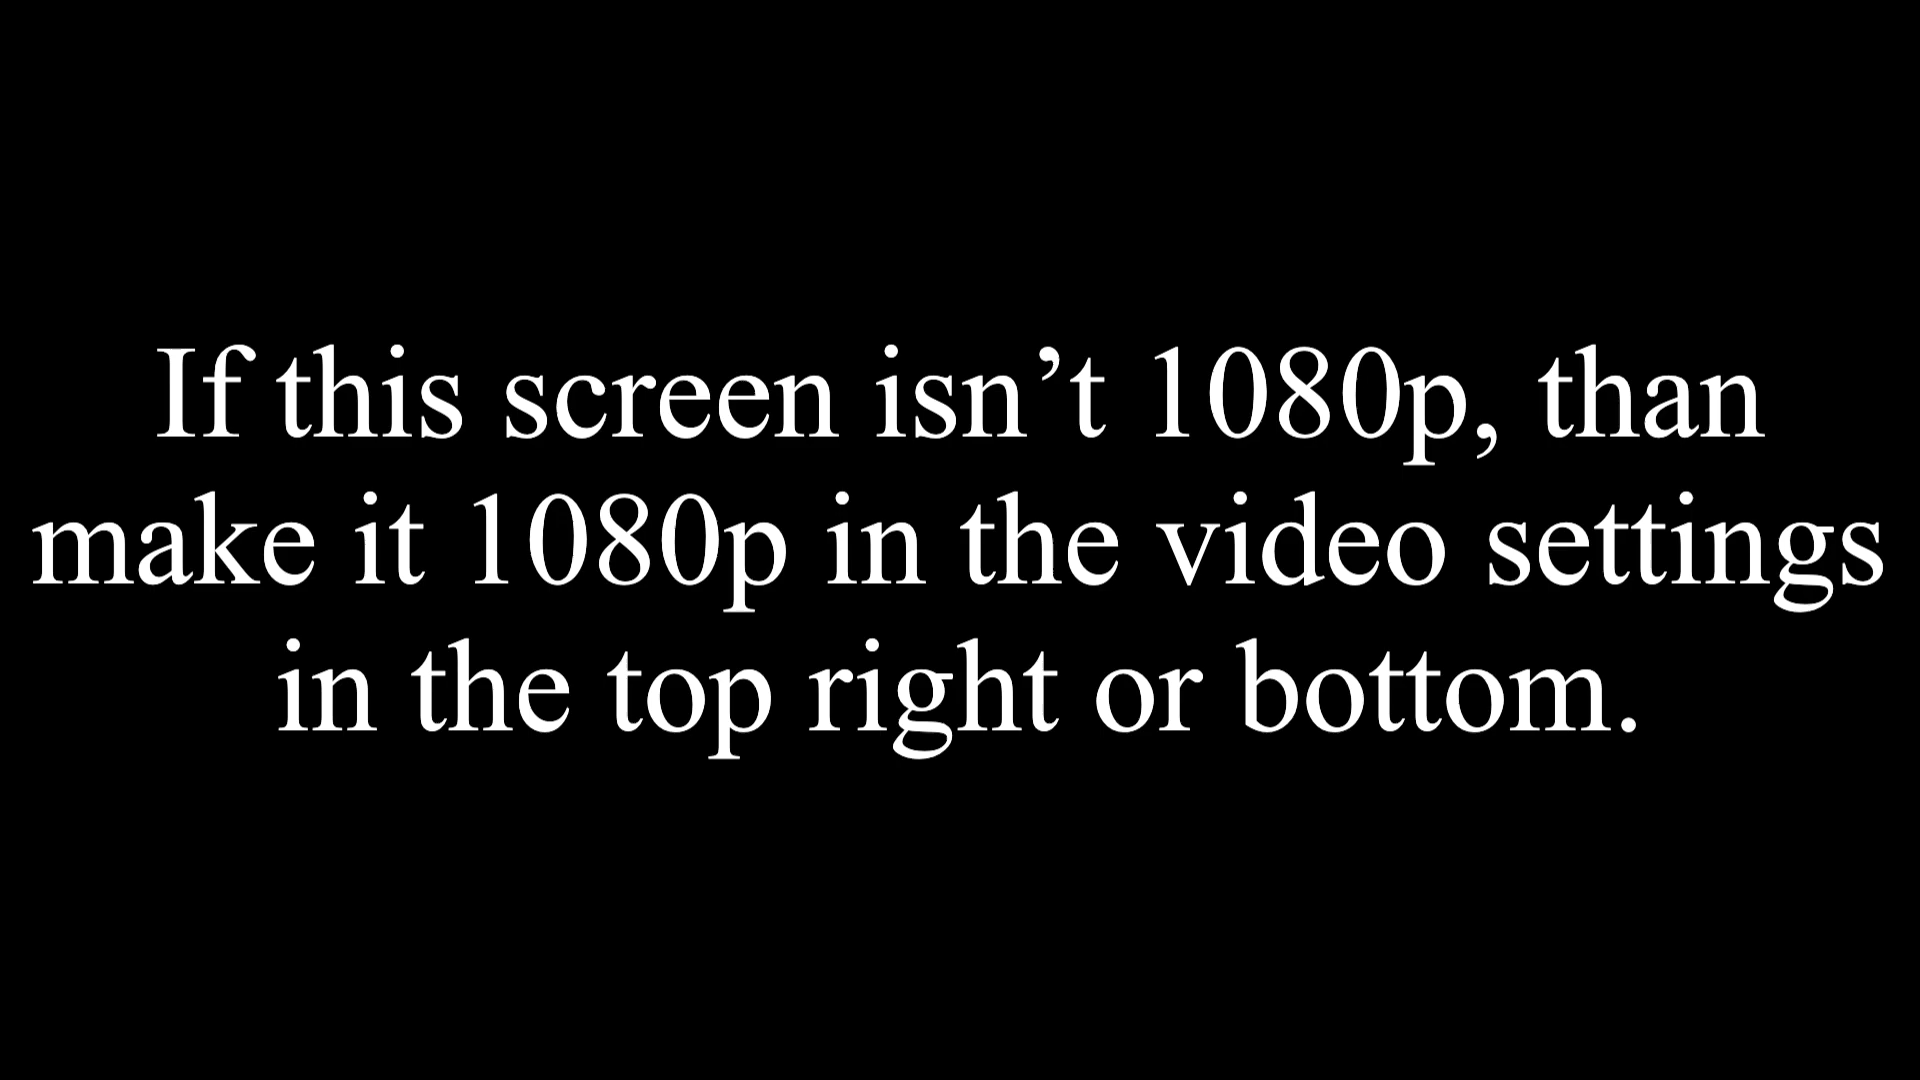 If this screen isn’t 1080p, than
make it 1080p in the video settings
in the top right or bottom.